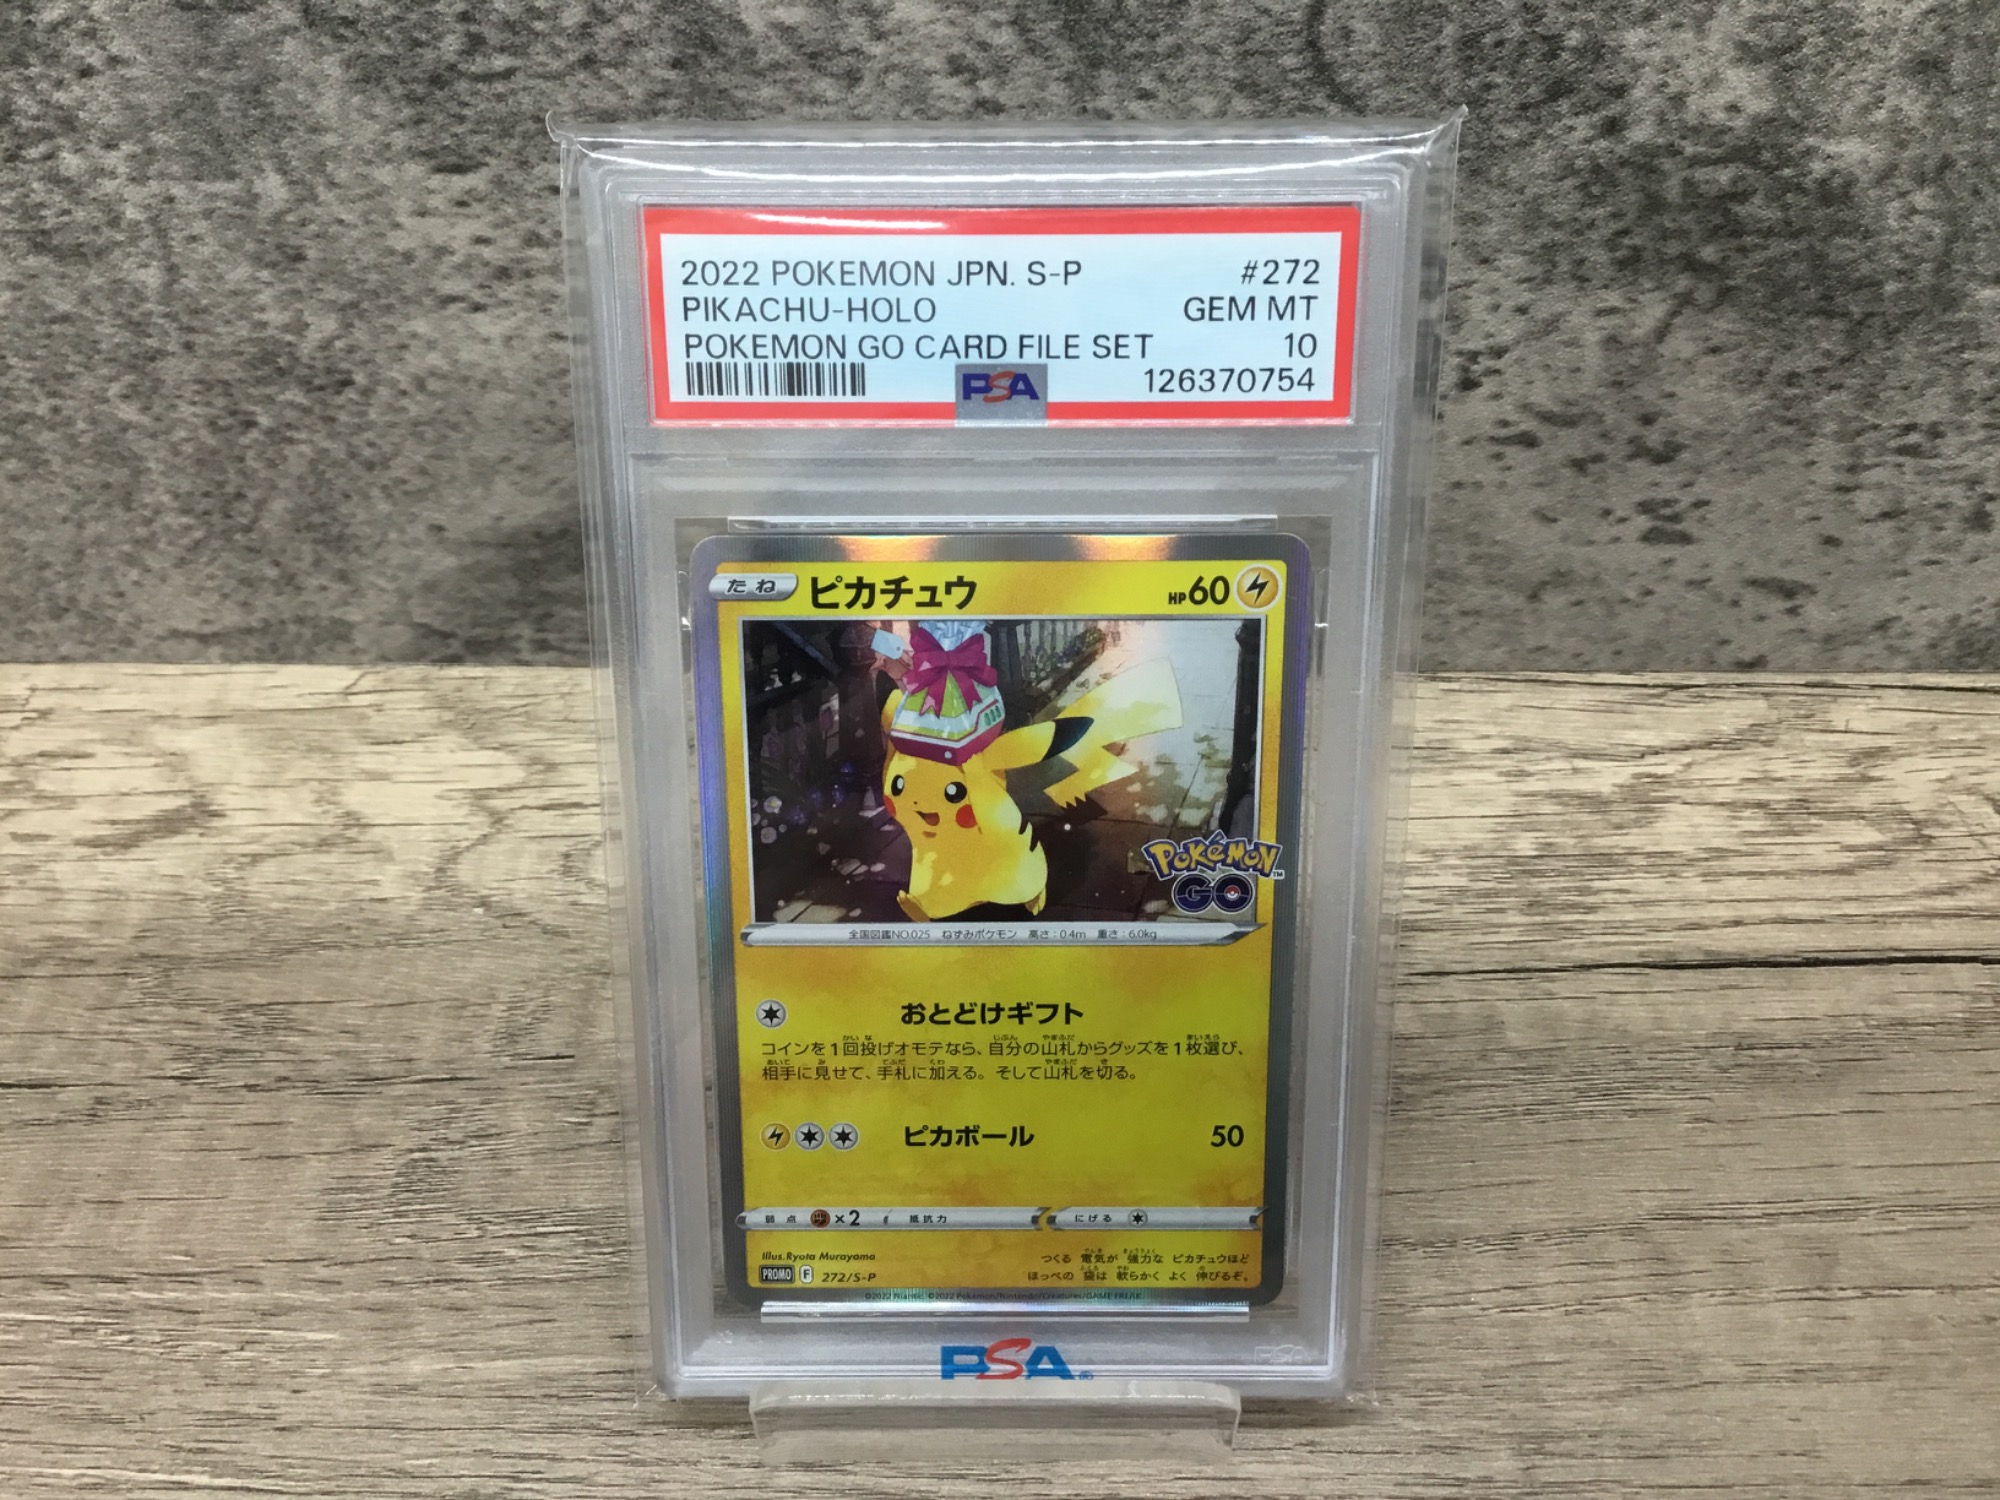 2022 POKEMON JPN. S-P #272
PIKACHU-HOLO GEM MT
POKEMON GO CARD FILE SET 10
PSA 126370754
たね ピカチュウ HP60
POKéMON™
GO
全国図鑑NO.025 ねずみポケモン 高さ:0.4m 重さ:6.0kg
おとどけギフト
コインを1回投げオモテなら、自分の山札からグッズを1枚選び、
相手に見せて、手札に加える。そして山札を切る。
ピカボール 50
弱点 ×2 抵抗力 にげる
Illus.Ryota Murayama
つくる 電気が 強力な ピカチュウほど
ほっぺの 袋は 軟らかく よく 伸びるぞ。
PROMO F 272/S-P
©2022 Niantic. ©2022 Pokémon/Nintendo/Creatures/GAME FREAK
PSA®